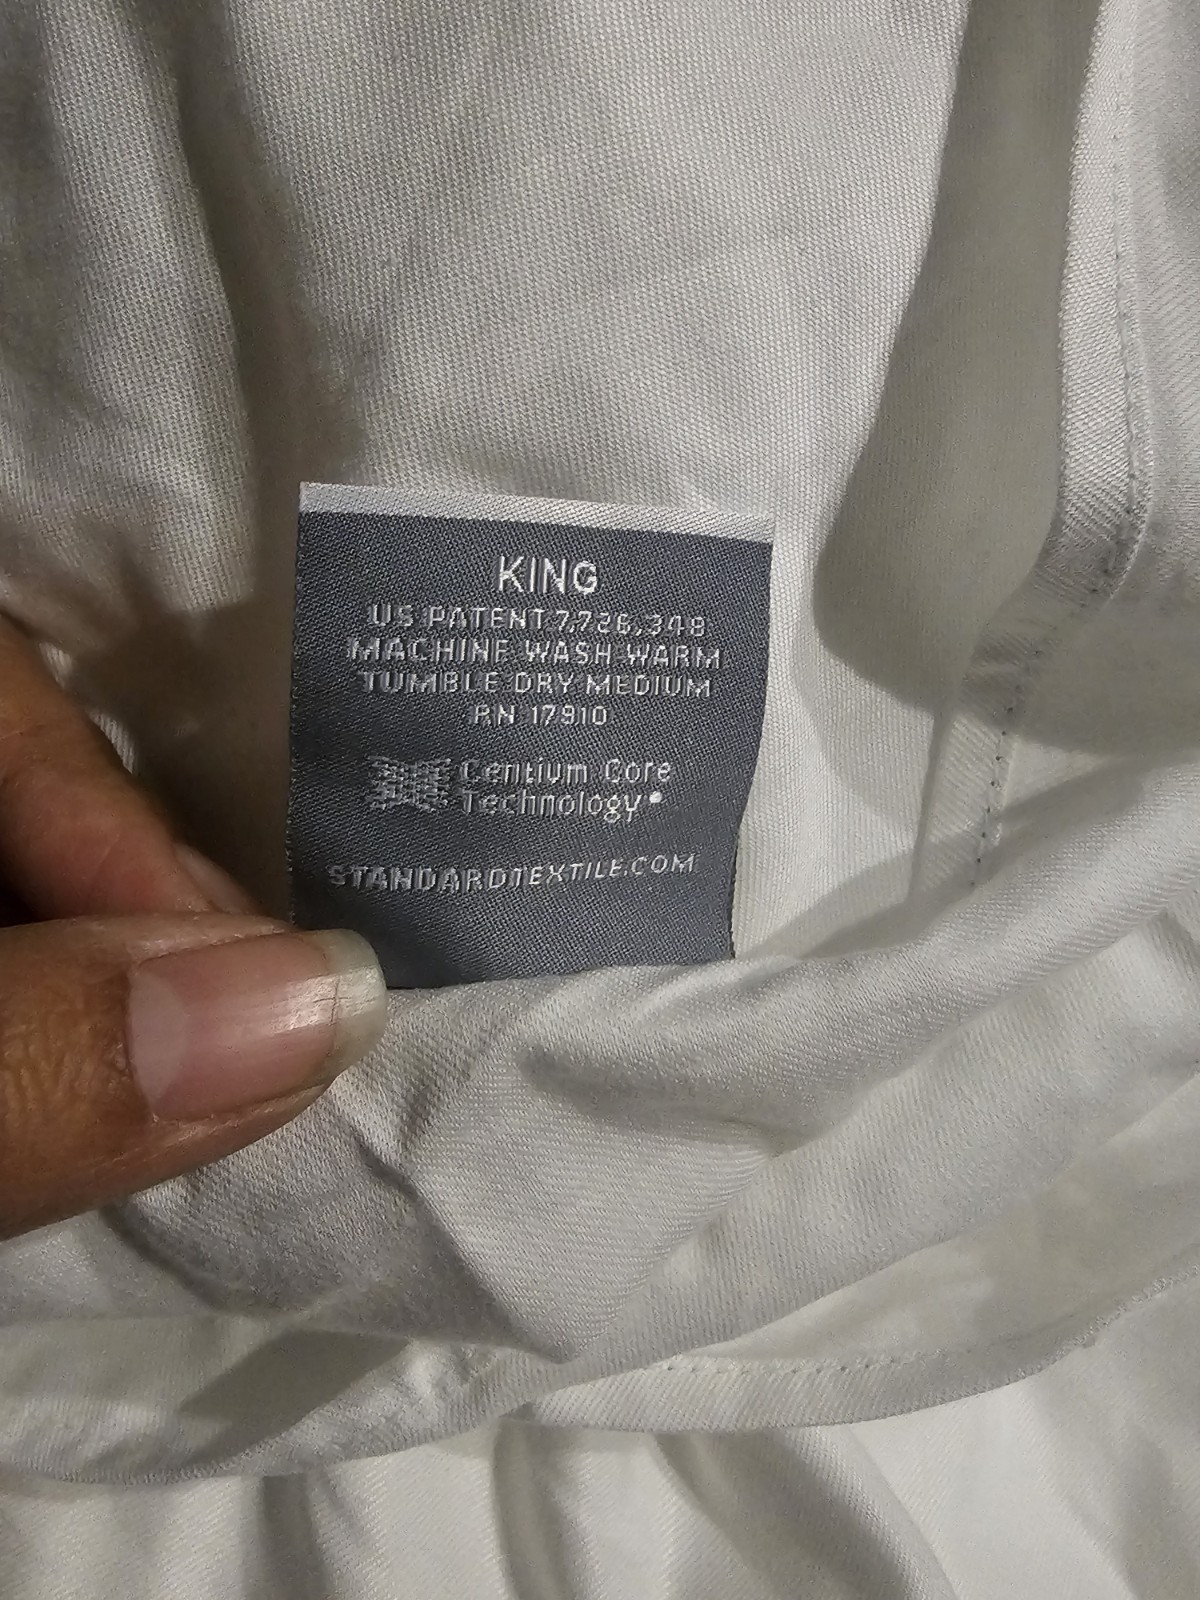 KING
US PATENT 7,726,348
MACHINE WASH WARM
TUMBLE DRY MEDIUM
RN 17910
Centium Core
Technology®
STANDARDTEXTILE.COM